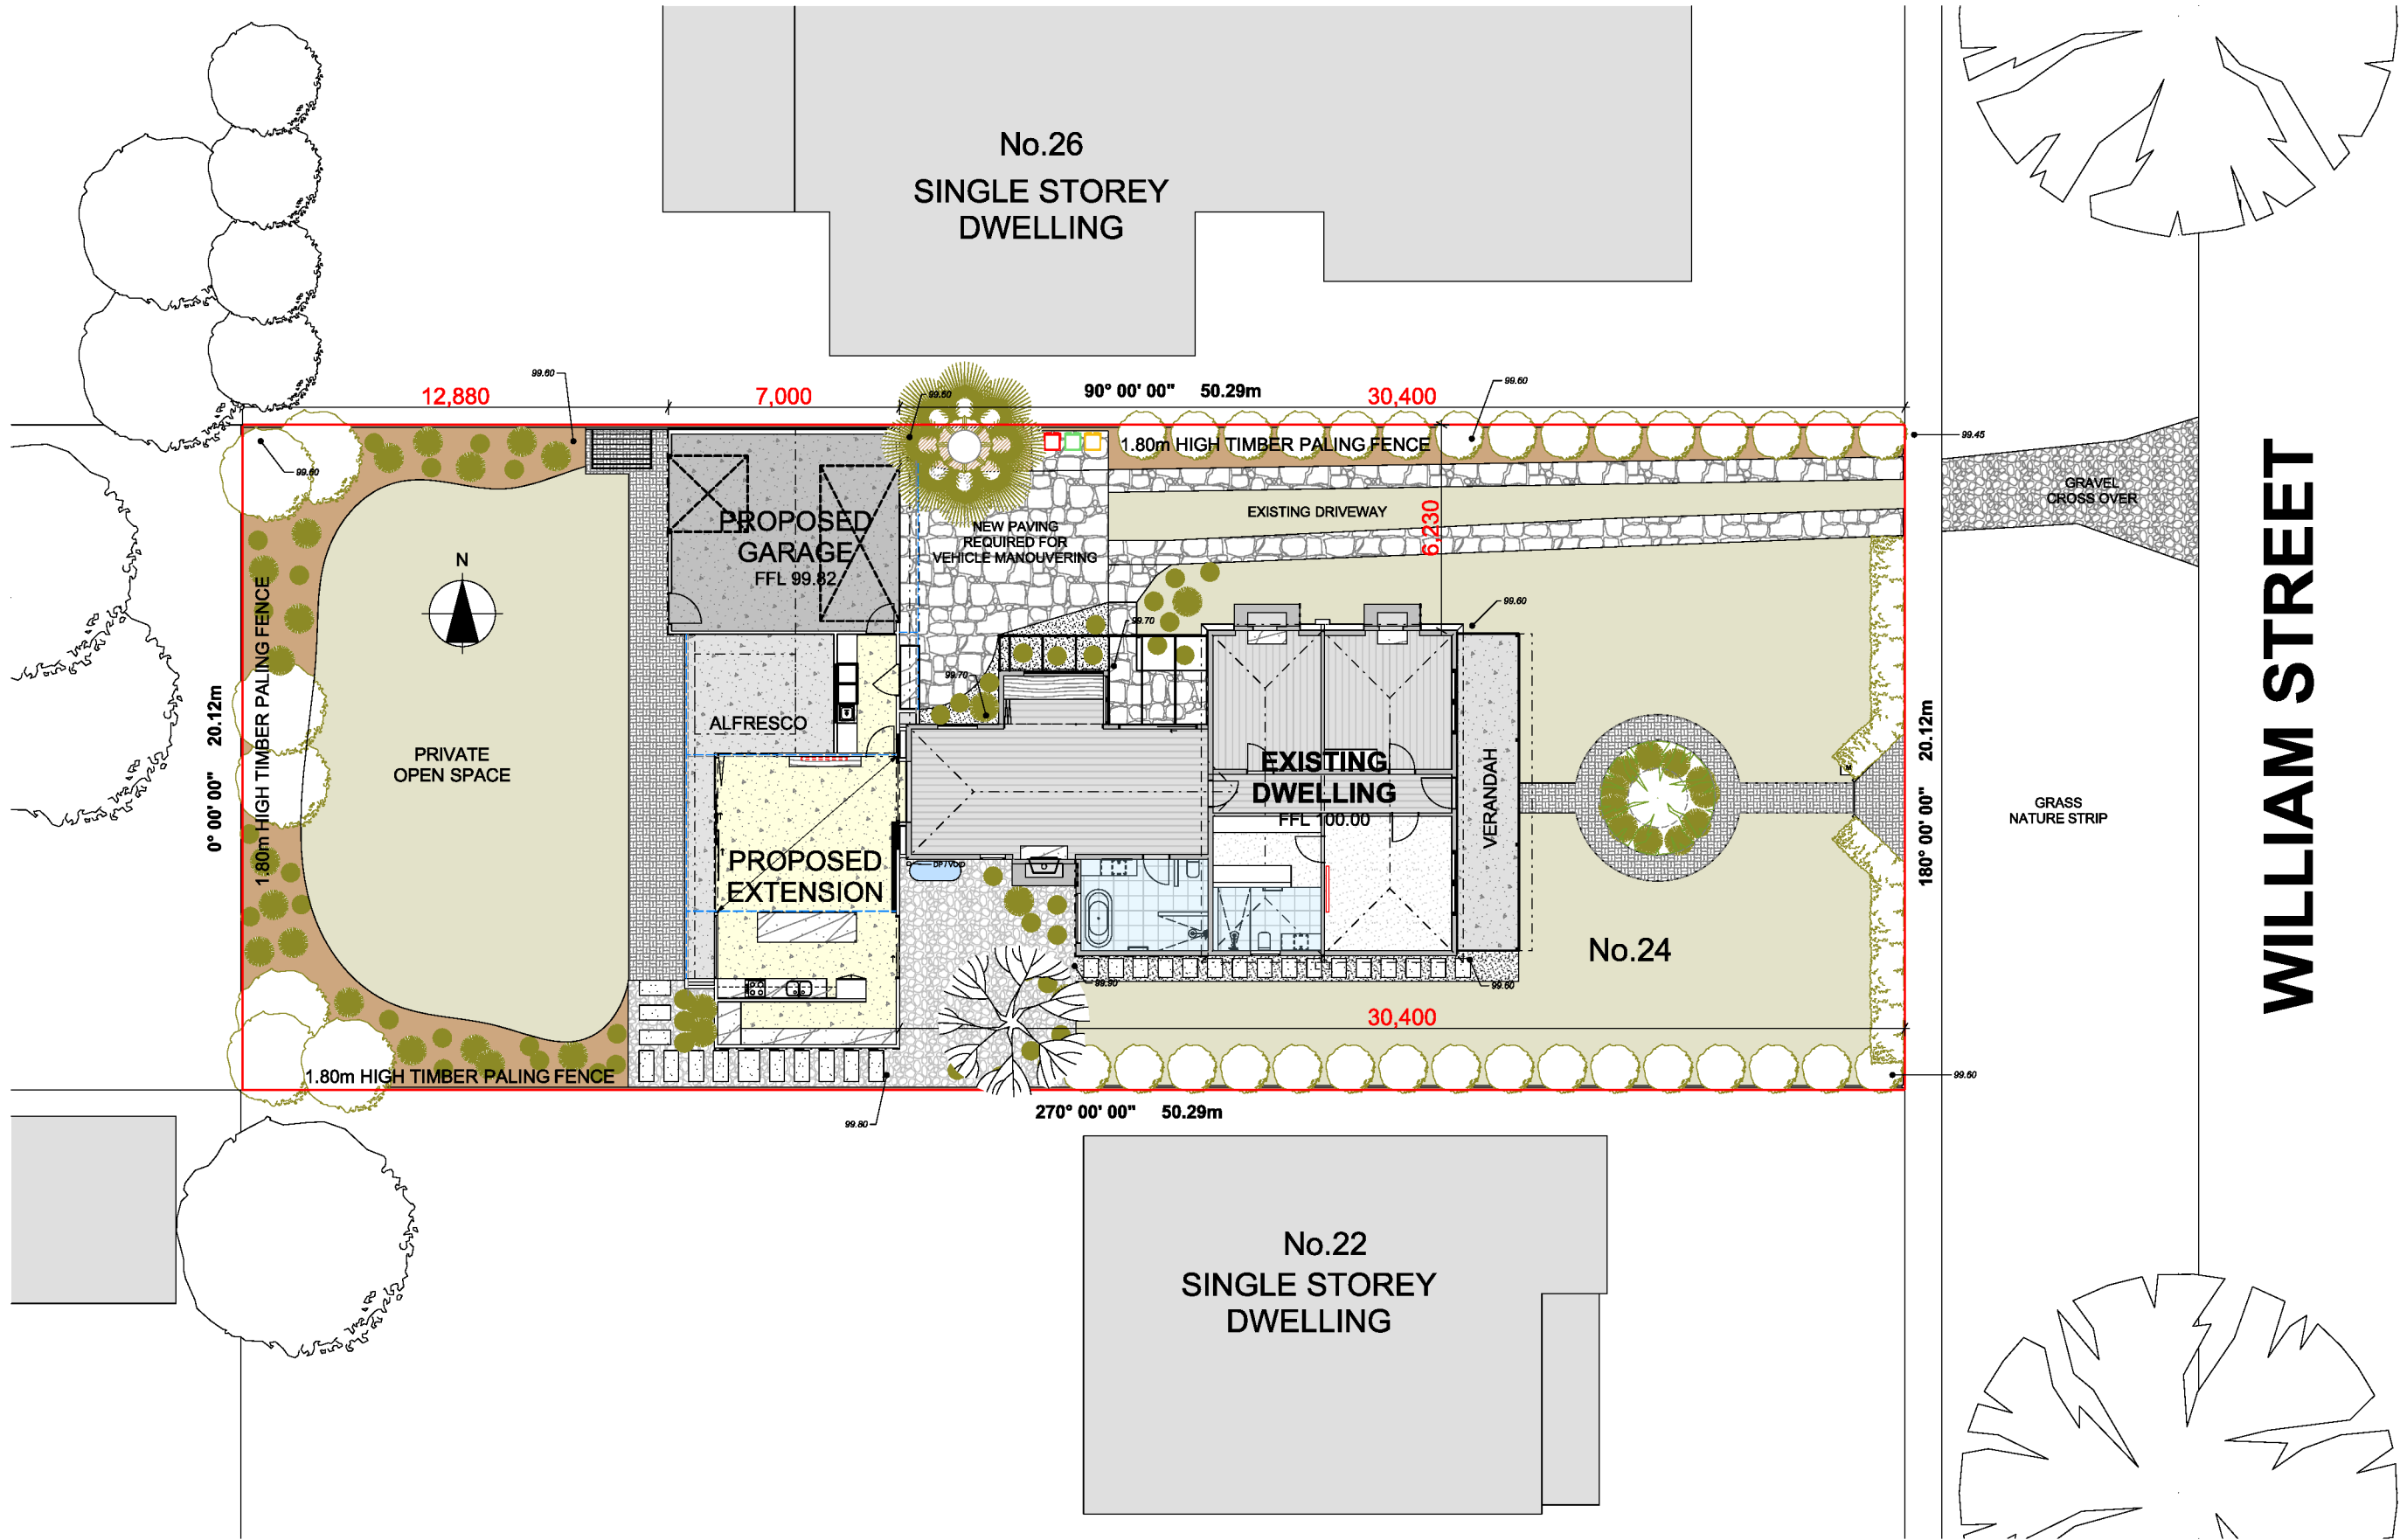 No.26
SINGLE STOREY
DWELLING
99.60
12,880
7,000
99.60
90° 00' 00" 50.29m
30,400
99.60
99.60
1.80m HIGH TIMBER PALING FENCE
99.45
PROPOSED
GARAGE
FFL 99.82
NEW PAVING
REQUIRED FOR
VEHICLE MANOUVERING
EXISTING DRIVEWAY
6,230
GRAVEL
CROSS OVER
WILLIAM STREET
N
1.80m HIGH TIMBER PALING FENCE
0° 00' 00" 20.12m
PRIVATE
OPEN SPACE
ALFRESCO
99.70
99.70
99.60
EXISTING
DWELLING
FFL 100.00
VERANDAH
M
180° 00' 00" 20.12m
GRASS
NATURE STRIP
PROPOSED
EXTENSION
DP / VOID
No.24
99.90
99.60
30,400
1.80m HIGH TIMBER PALING FENCE
99.60
99.80
270° 00' 00" 50.29m
No.22
SINGLE STOREY
DWELLING